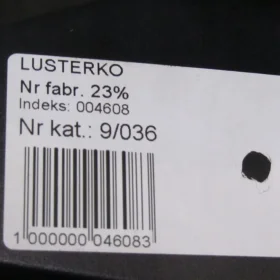 LUSTERKO
Nr fabr. 23%
Indeks: 004608
Nr kat.: 9/036
1 000000 046083